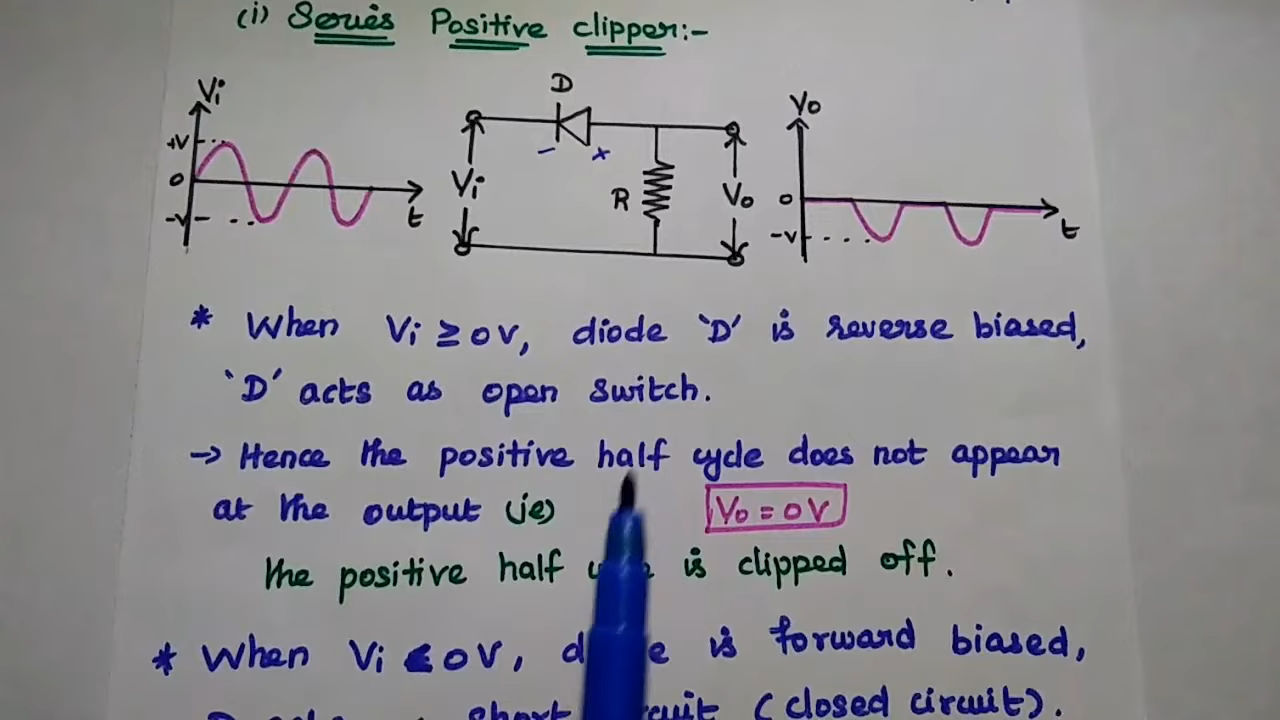 (i) Series Positive clipper:-
Vi
+V
0
-V
t
D
- +
Vi
R
Vo
Vo
0
-V
t
* When Vi ≥ 0V, diode 'D' is reverse biased,
'D' acts as open switch.
→ Hence the positive half cycle does not appear
at the output (ie) Vo = 0V
the positive half is clipped off.
* When Vi < 0V, is forward biased,
short (closed circuit).